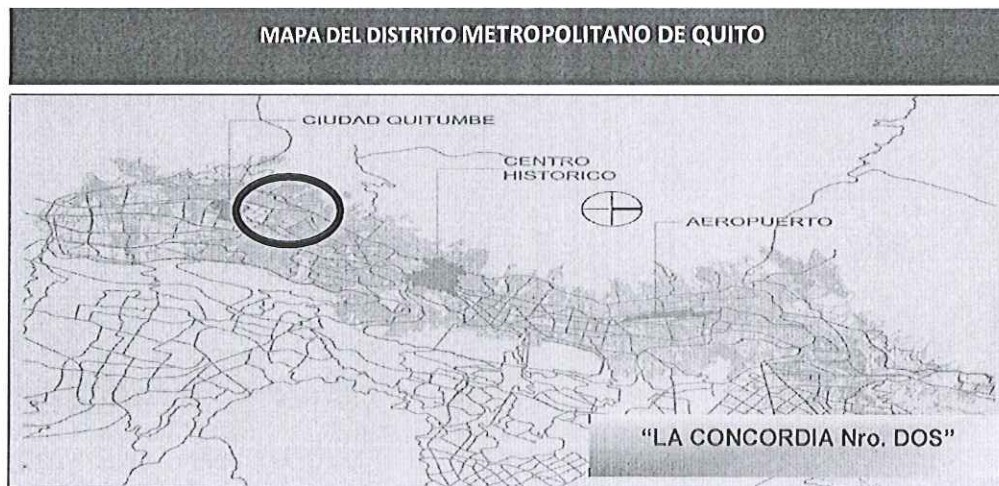 MAPA DEL DISTRITO METROPOLITANO DE QUITO
CIUDAD QUITUMBE
CENTRO
HISTORICO
AEROPUERTO
“LA CONCORDIA Nro. DOS”